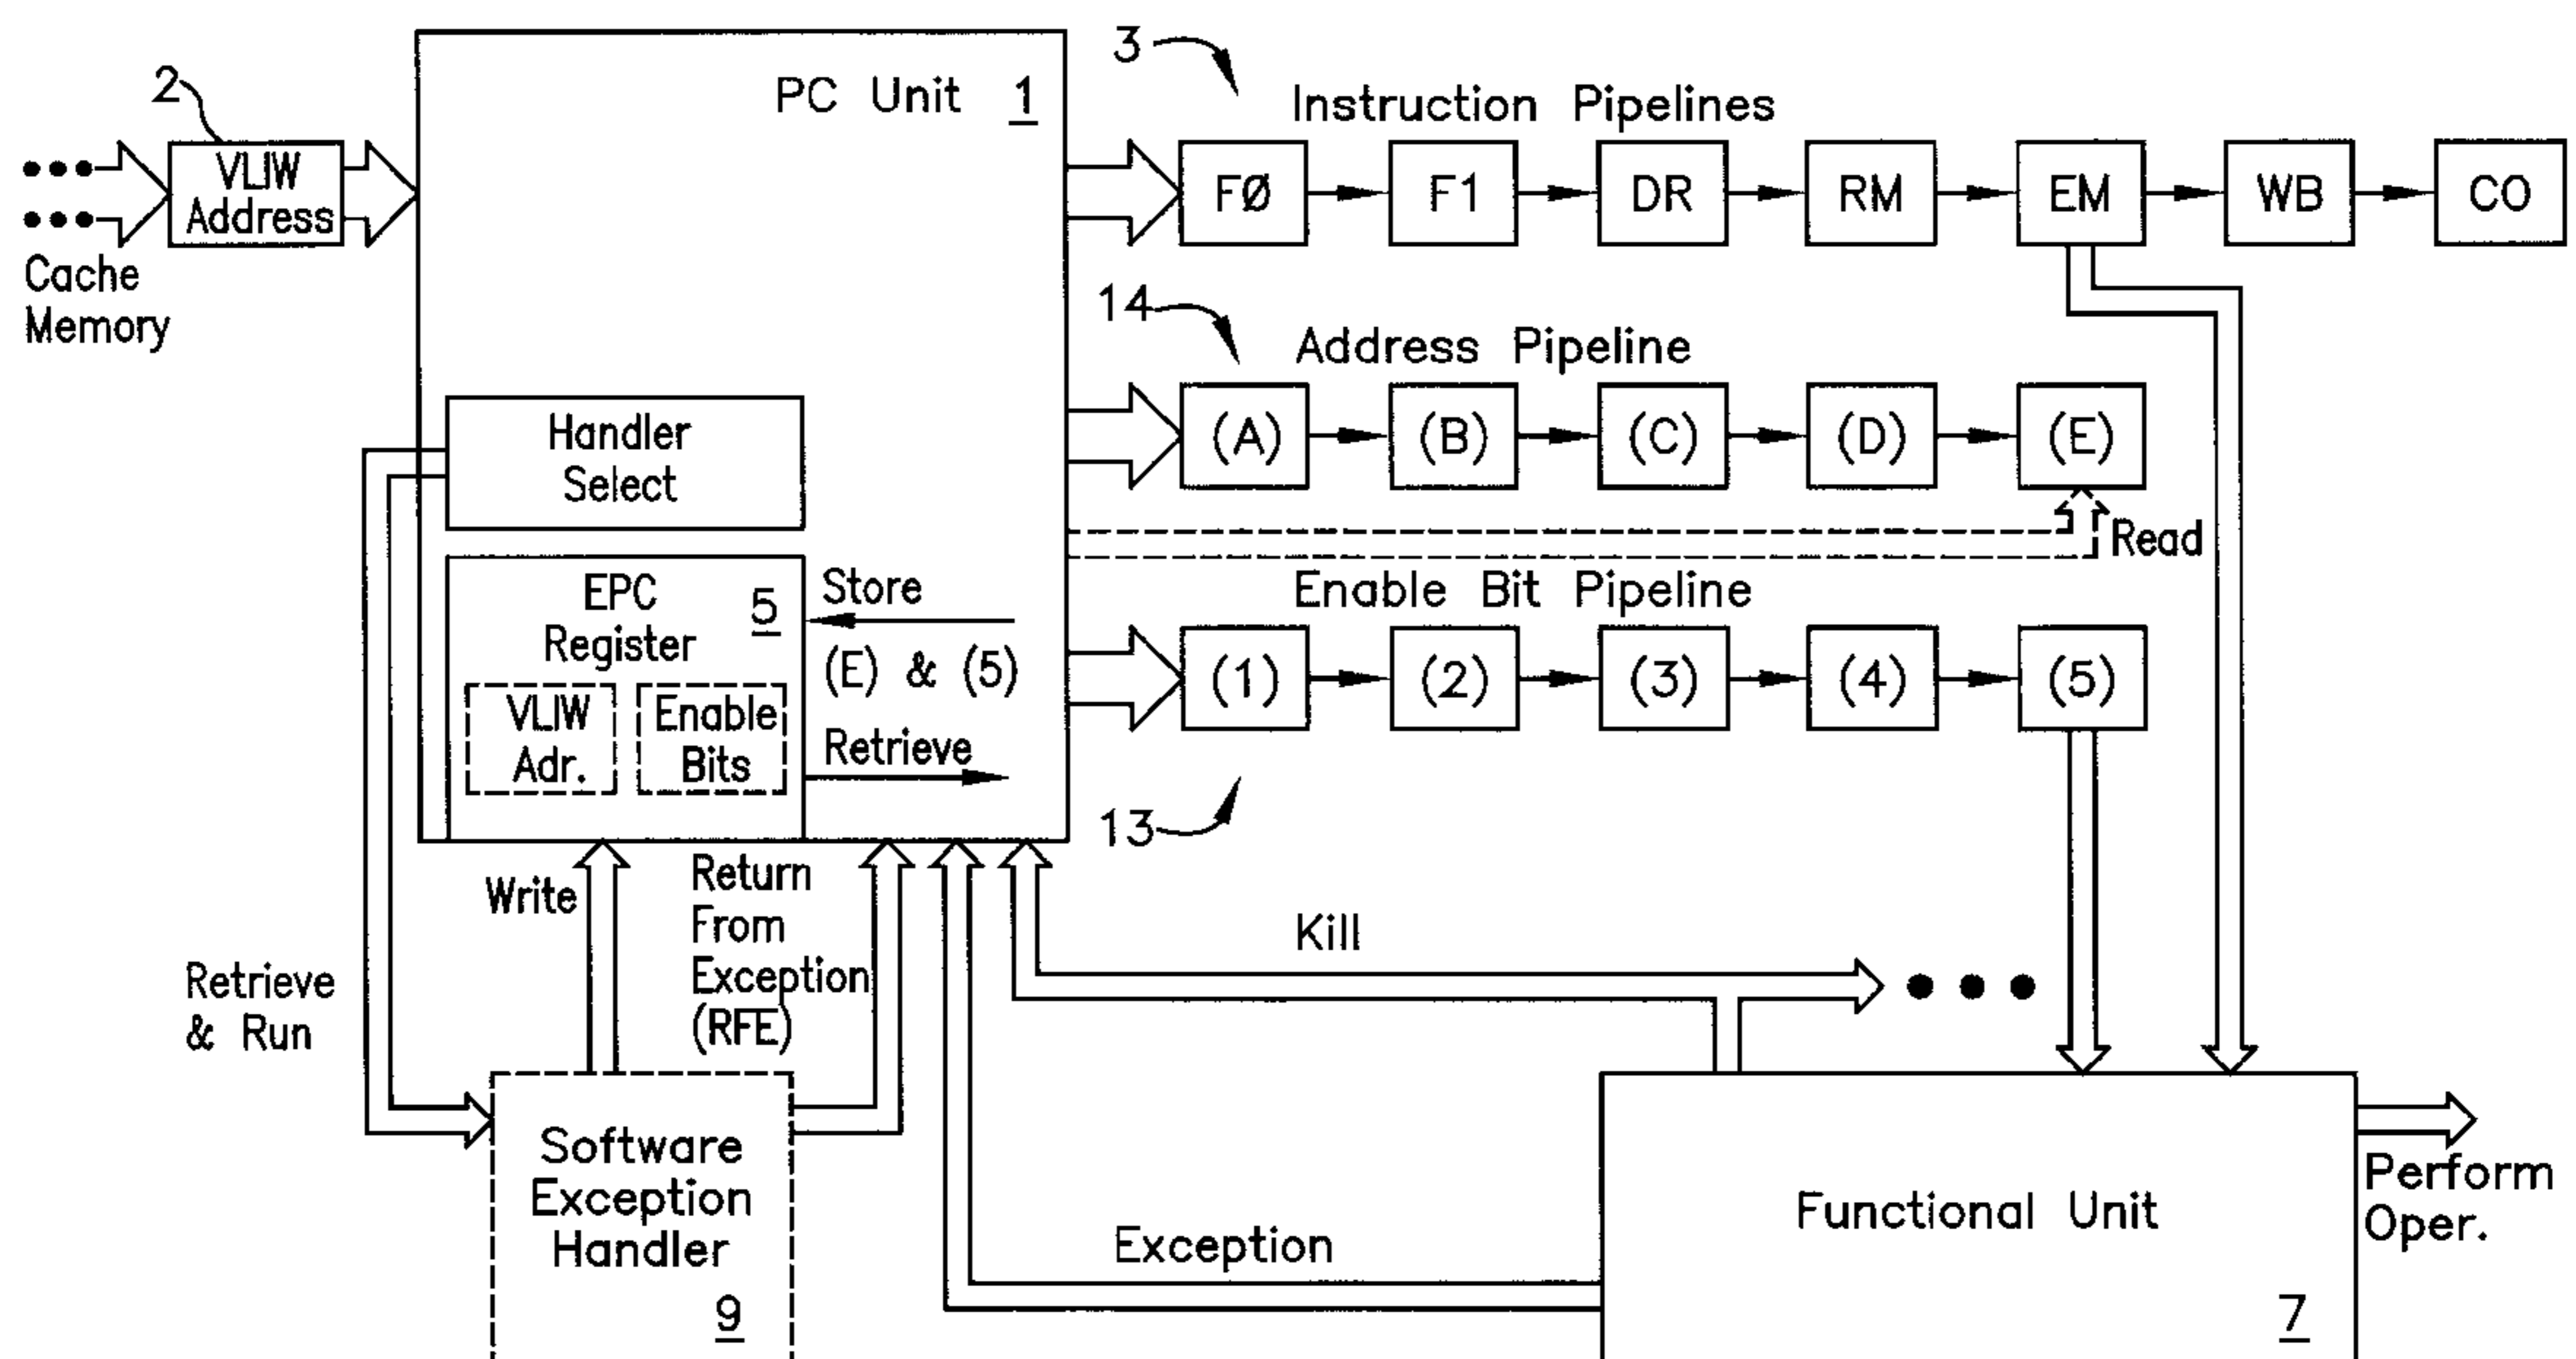 2
VLIW
Address
Cache
Memory
PC Unit 1
3
Instruction Pipelines
FØ
F1
DR
RM
EM
WB
CO
14
Address Pipeline
(A)
(B)
(C)
(D)
(E)
Read
Handler
Select
EPC
Register
5
VLIW
Adr.
Enable
Bits
Store
(E) & (5)
Retrieve
Enable Bit Pipeline
(1)
(2)
(3)
(4)
(5)
13
Write
Return
From
Exception
(RFE)
Retrieve
& Run
Kill
Software
Exception
Handler
9
Exception
Functional Unit
7
Perform
Oper.